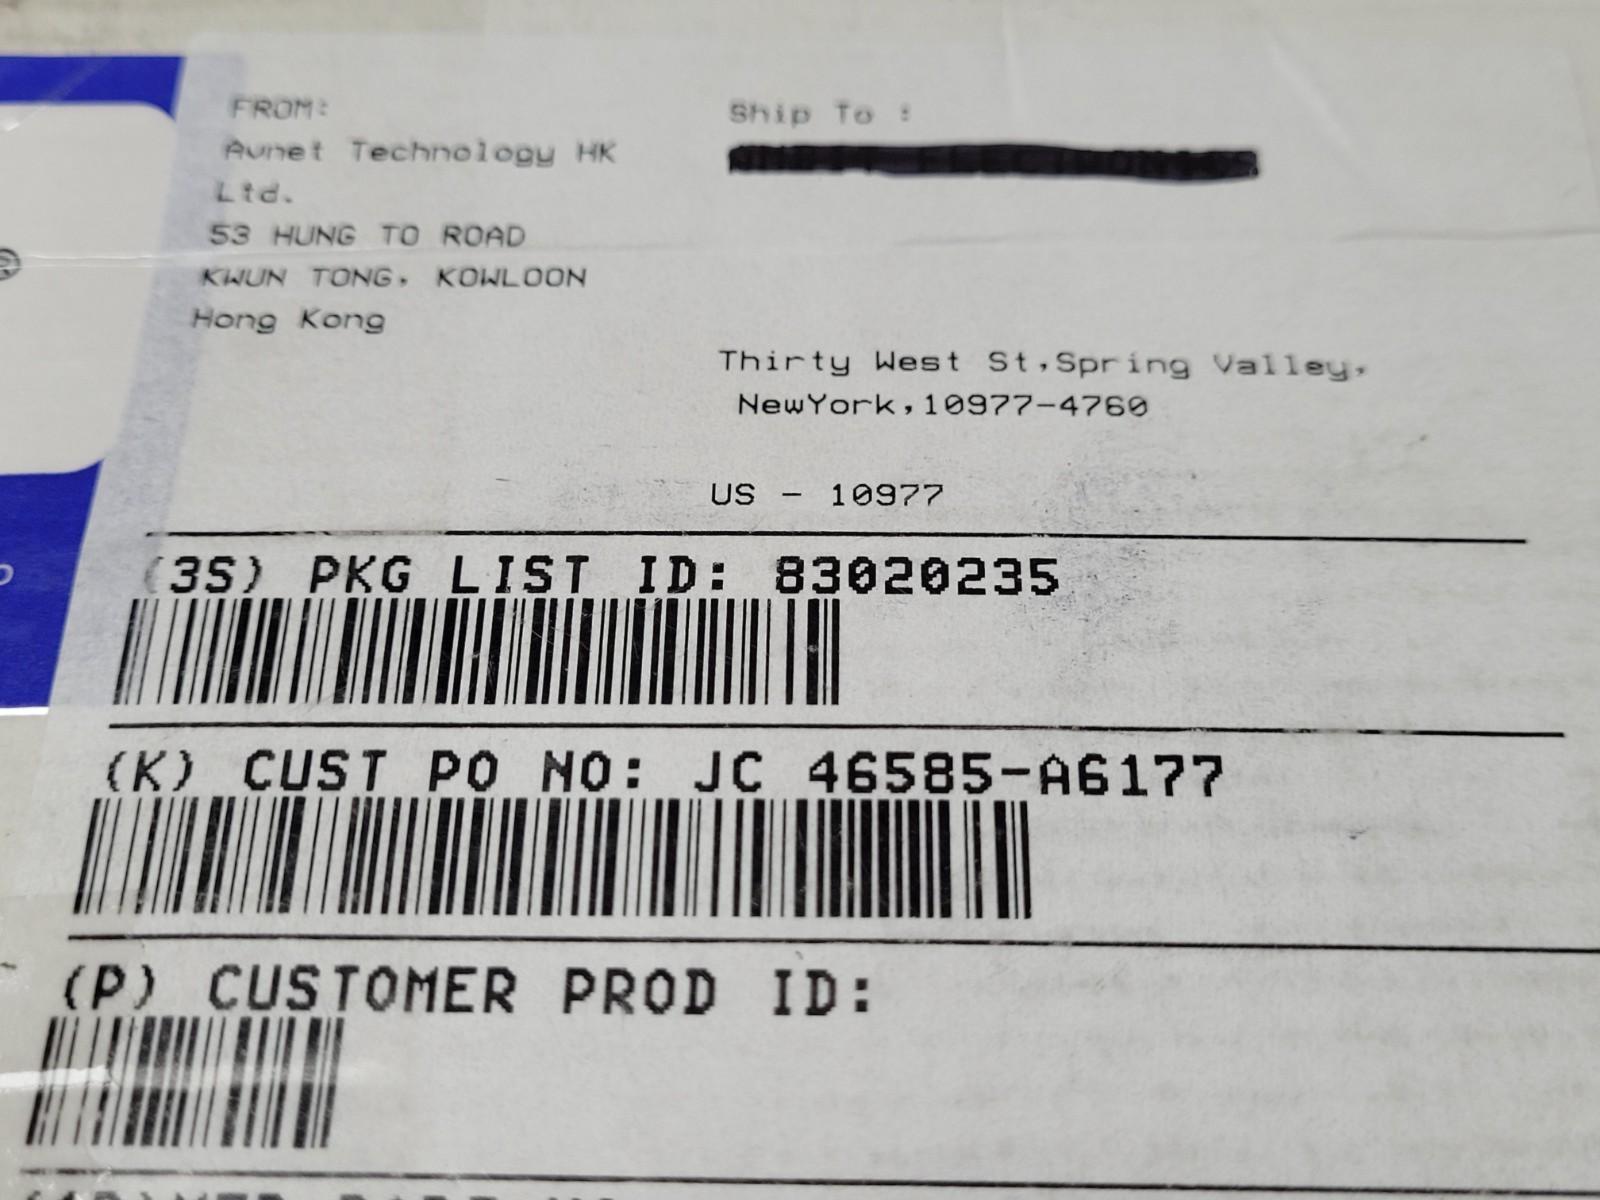 FROM:
Avnet Technology HK
Ltd.
53 HUNG TO ROAD
KWUN TONG, KOWLOON
Hong Kong
Ship To :
Thirty West St,Spring Valley,
NewYork,10977-4760
US - 10977
(3S) PKG LIST ID: 83020235
(K) CUST PO NO: JC 46585-A6177
(P) CUSTOMER PROD ID: